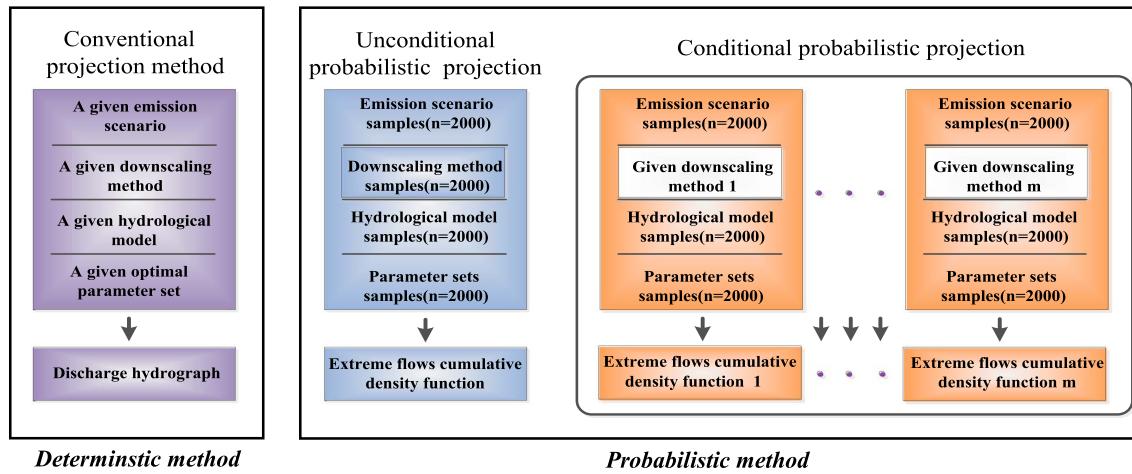 Conventional
projection method
A given emission
scenario
A given downscaling
method
A given hydrological
model
A given optimal
parameter set
Discharge hydrograph
Determinstic method
Unconditional
probabilistic projection
Emission scenario
samples(n=2000)
Downscaling method
samples(n=2000)
Hydrological model
samples(n=2000)
Parameter sets
samples(n=2000)
Extreme flows cumulative
density function
Conditional probabilistic projection
Emission scenario
samples(n=2000)
Given downscaling
method 1
Hydrological model
samples(n=2000)
Parameter sets
samples(n=2000)
Extreme flows cumulative
density function 1
Emission scenario
samples(n=2000)
Given downscaling
method m
Hydrological model
samples(n=2000)
Parameter sets
samples(n=2000)
Extreme flows cumulative
density function m
Probabilistic method